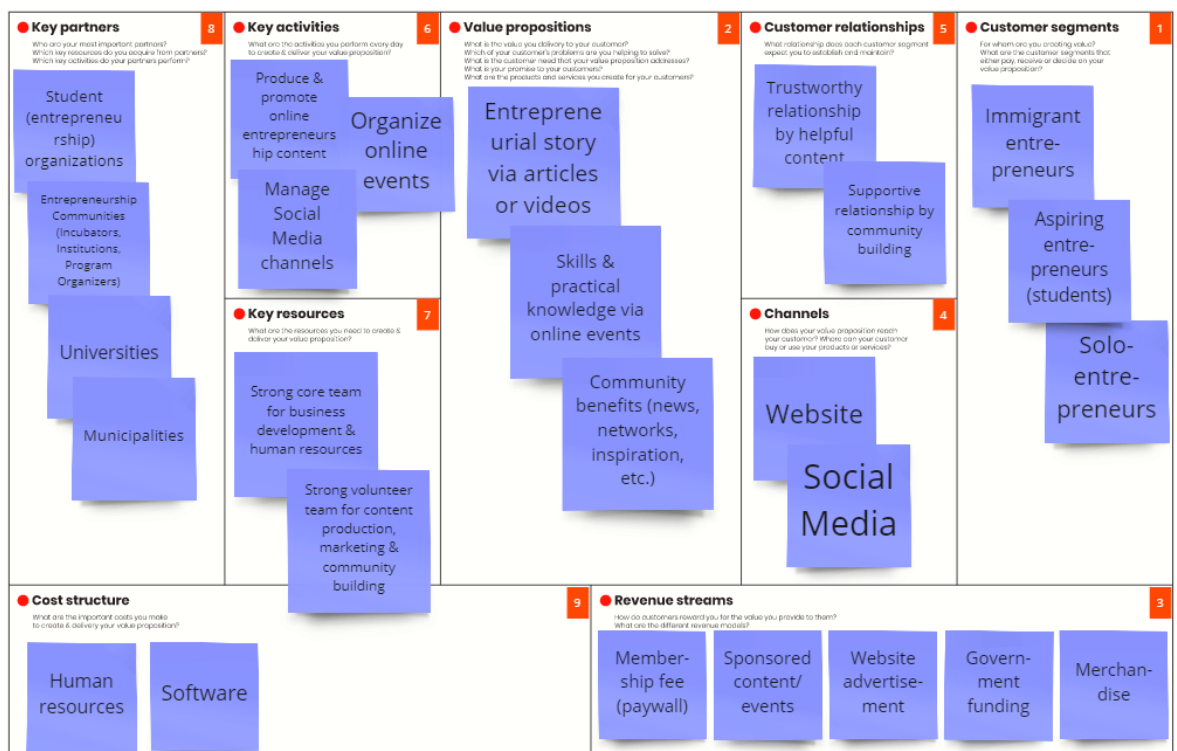 Key partners
8
Who are your most important partners?
Which key resources do you acquire from partners?
Which key activities do your partners perform?
Student
(entrepreneu
rship)
organizations
Entrepreneurship
Communities
(Incubators,
Institutions,
Program
Organizers)
Universities
Municipalities
Key activities
6
What are the activities you perform every day
to create & deliver your value proposition?
Produce &
promote
online
entrepreneurs
hip content
Organize
online
events
Manage
Social
Media
channels
Key resources
7
What are the resources you need to create &
deliver your value proposition?
Strong core team
for business
development &
human resources
Strong volunteer
team for content
production,
marketing &
community
building
Value propositions
2
What is the value you deliver to your customer?
Which of your customer's problems are you helping to solve?
What is the customer need that your value proposition addresses?
What is your promise to your customers?
What are the products and services you create for your customers?
Entreprene
urial story
via articles
or videos
Skills &
practical
knowledge via
online events
Community
benefits (news,
networks,
inspiration,
etc.)
Customer relationships
5
What relationship does each customer segment
expect you to establish and maintain?
Trustworthy
relationship
by helpful
content
Supportive
relationship by
community
building
Channels
4
How does your value proposition reach
your customer? Where can your customer
buy or use your products or services?
Website
Social
Media
Customer segments
1
For whom are you creating value?
What are the customer segments that
either pay, receive or decide on your
value proposition?
Immigrant
entre-
preneurs
Aspiring
entre-
preneurs
(students)
Solo-
entre-
preneurs
Cost structure
9
What are the important costs you make
to create & delivery your value proposition?
Human
resources
Software
Revenue streams
3
How do customers reward you for the value you provide to them?
What are the different revenue models?
Member-
ship fee
(paywall)
Sponsored
content/
events
Website
advertise-
ment
Govern-
ment
funding
Merchan-
dise